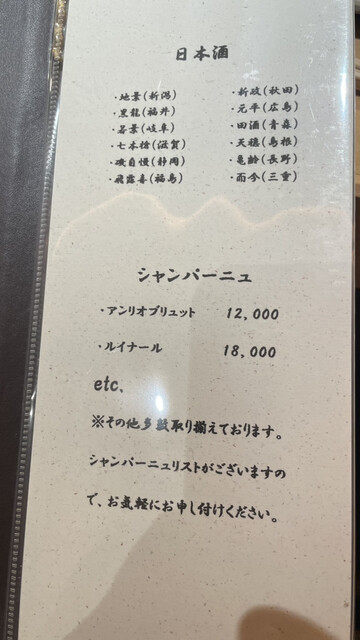 日本酒
・地葉(新潟)
・黒龍(福井)
・若葉(岐阜)
・七本槍(滋賀)
・磯自慢(静岡)
・飛露喜(福島)
・新政(秋田)
・元平(広島)
・田酒(青森)
・天穏(島根)
・亀齢(長野)
・而今(三重)
シャンパーニュ
・アンリオブリュット 12,000
・ルイナール 18,000
etc、
※その他多数取り揃えております。
シャンパーニュリストがございますの
で、お気軽にお申し付けください。